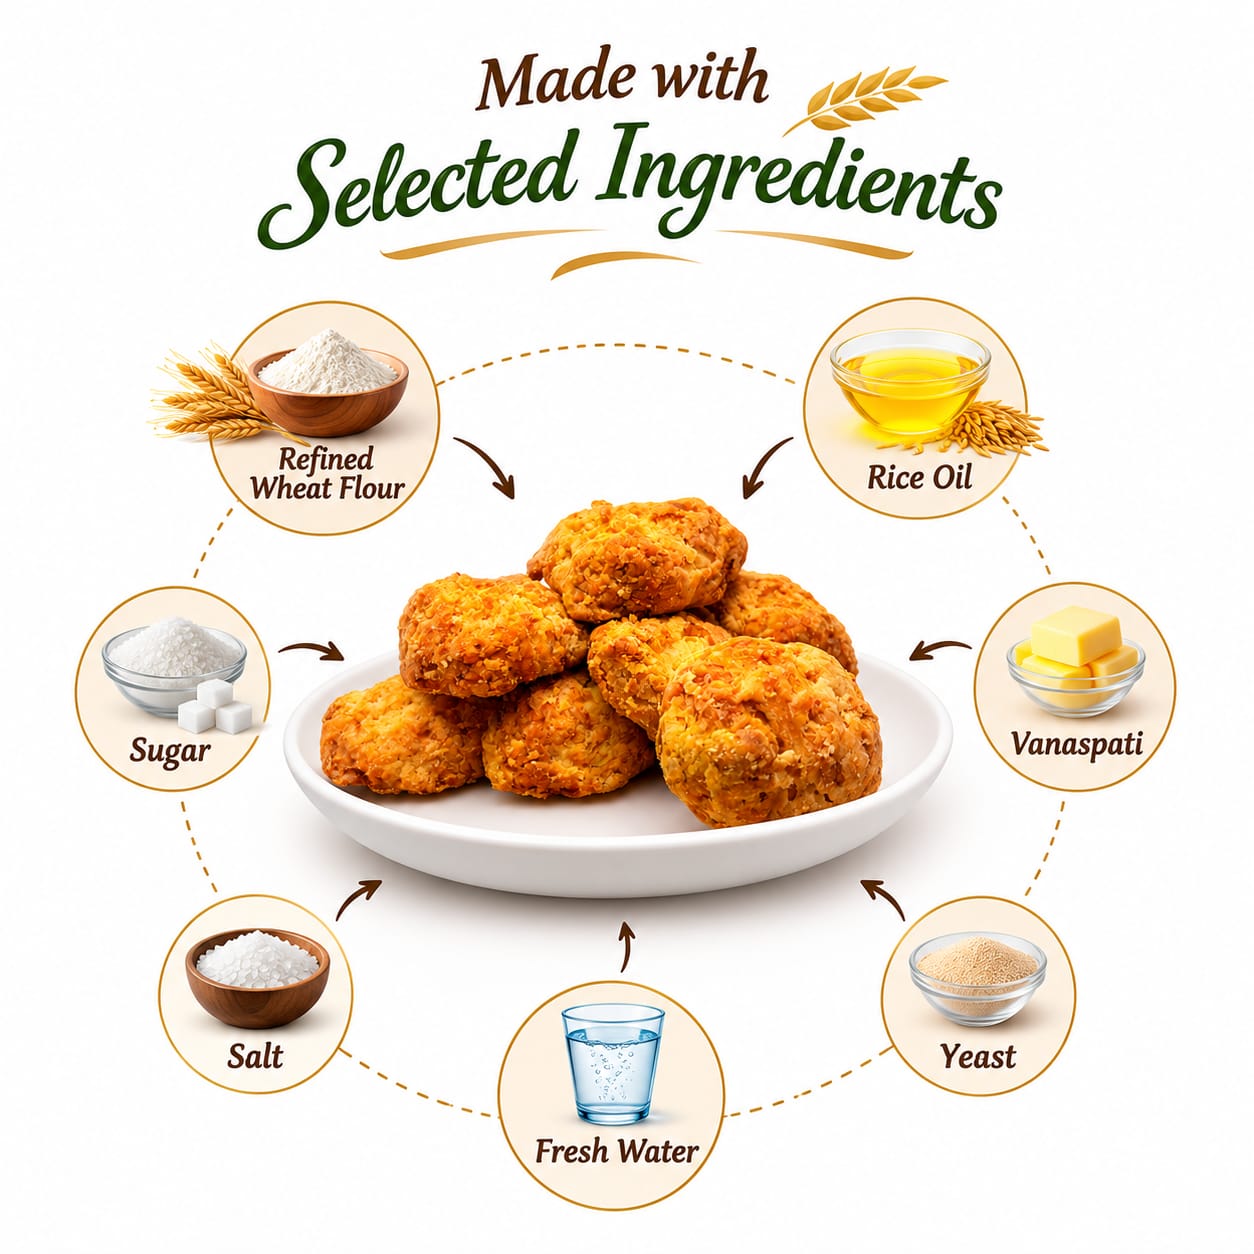 Made with
Selected Ingredients
Refined
Wheat Flour
Rice Oil
Sugar
Vanaspati
Salt
Yeast
Fresh Water